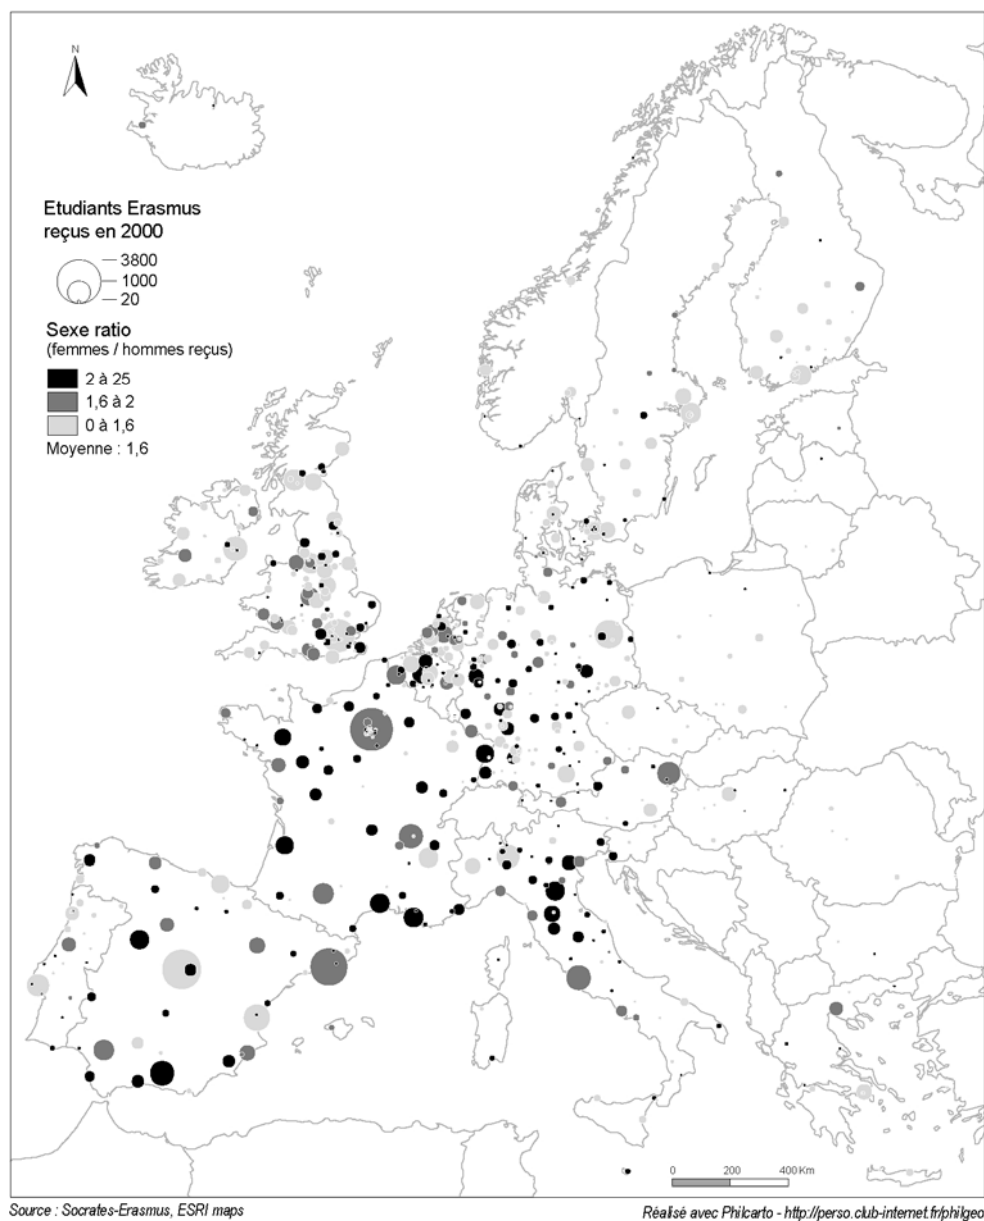 N
Etudiants Erasmus
reçus en 2000
3800
1000
20
Sexe ratio
(femmes / hommes reçus)
2 à 25
1,6 à 2
0 à 1,6
Moyenne : 1,6
0 200 400 Km
Source : Socrates-Erasmus, ESRI maps
Réalisé avec Philcarto - http://perso.club-internet.fr/philgeo